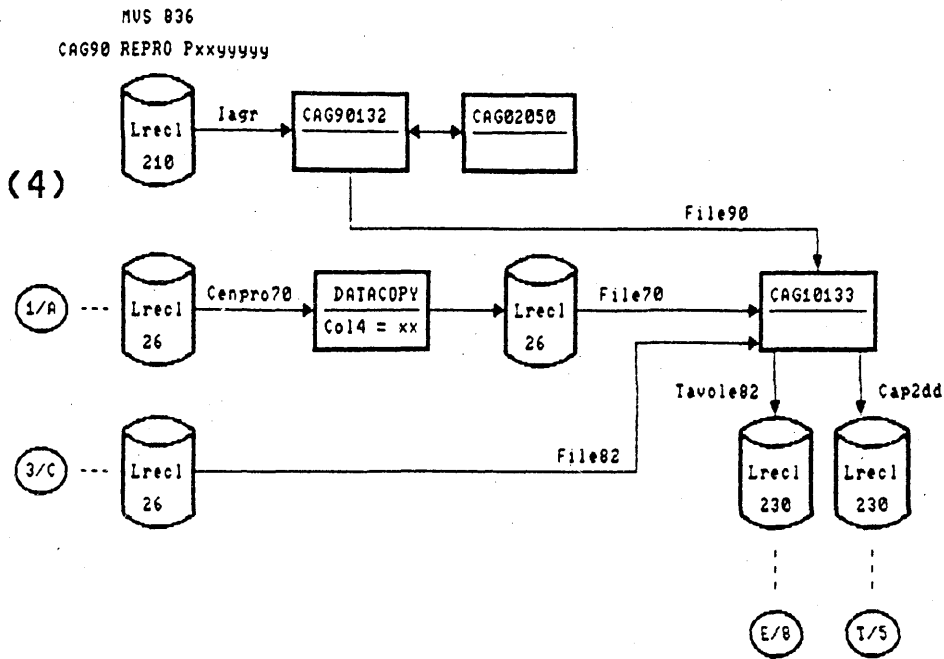 MVS 836
CAG90 REPRO Pxxyyyyy
Lrecl
210
Iagr
CAG90132
CAG02050
(4)
File90
1/A
Lrecl
26
Cenpro70
DATACOPY
Col4 = xx
Lrecl
26
File70
CAG10133
Tavole82
Cap2dd
3/C
Lrecl
26
File82
Lrecl
230
Lrecl
230
E/8
T/5